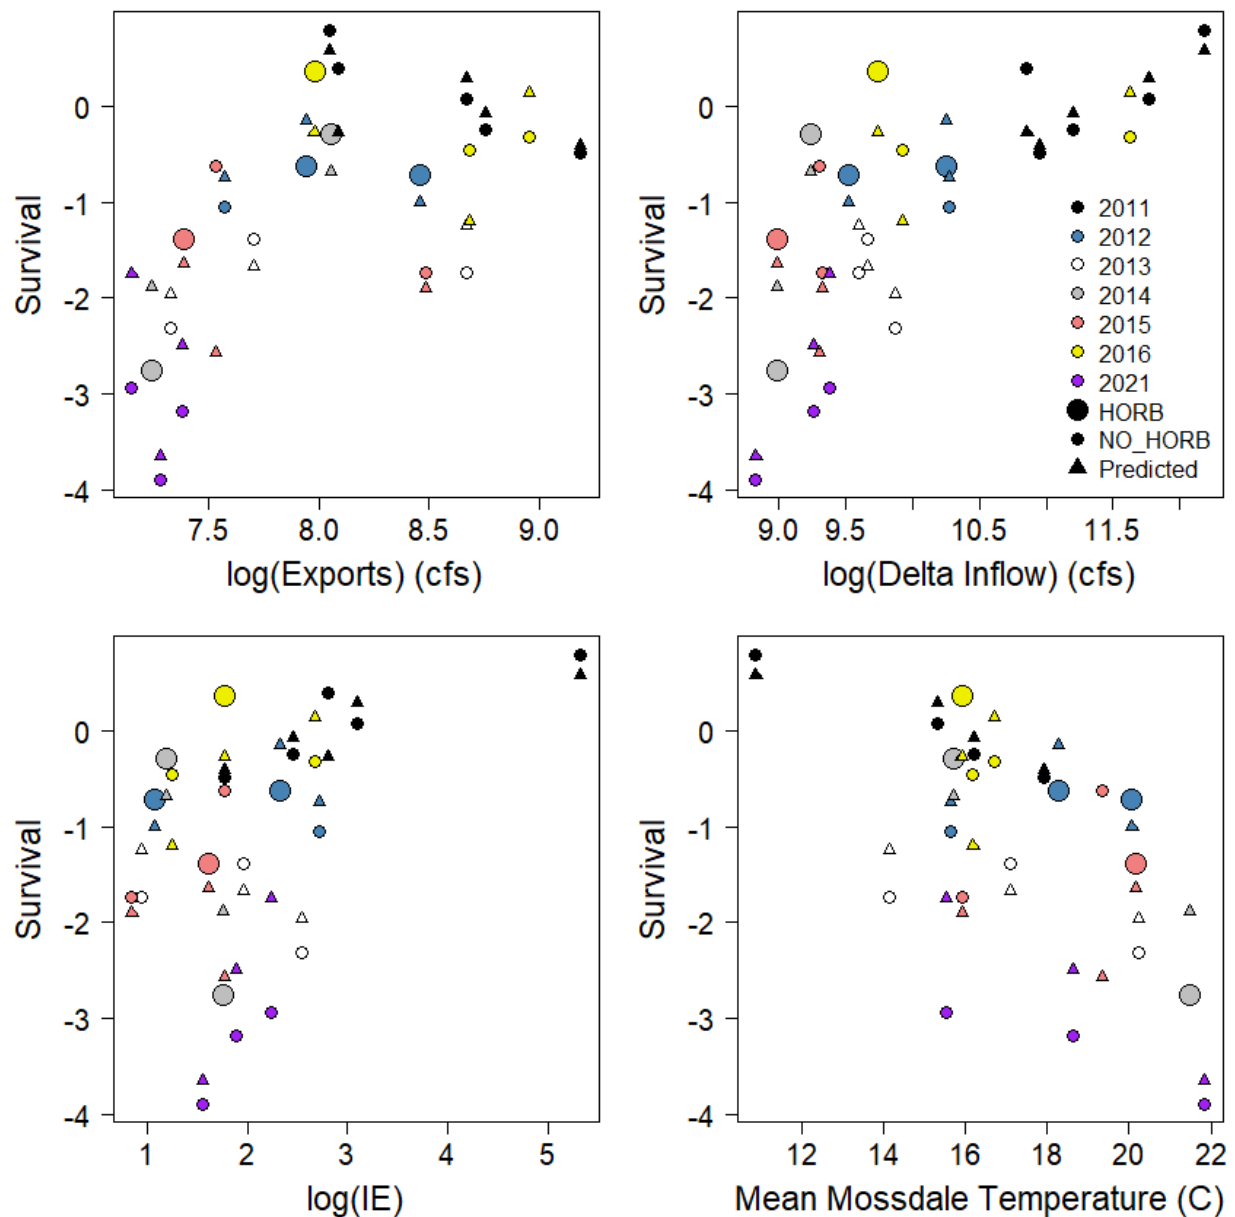 Survival
0
-1
-2
-3
-4
7.5 8.0 8.5 9.0
log(Exports) (cfs)
Survival
0
-1
-2
-3
-4
2011
2012
2013
2014
2015
2016
2021
HORB
NO_HORB
Predicted
9.0 9.5 10.5 11.5
log(Delta Inflow) (cfs)
Survival
0
-1
-2
-3
-4
1 2 3 4 5
log(IE)
Survival
0
-1
-2
-3
-4
12 14 16 18 20 22
Mean Mossdale Temperature (C)